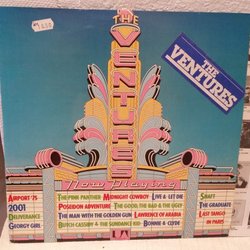 THE
VENTURES
THE
VENTURES
Now Playing
AIRPORT '75
2001
DELIVERANCE
GEORGY GIRL
THE PINK PANTHER MIDNIGHT COWBOY LIVE & LET DIE
POSEIDON ADVENTURE THE GOOD, THE BAD & THE UGLY
THE MAN WITH THE GOLDEN GUN LAWRENCE OF ARABIA
BUTCH CASSIDY & THE SUNDANCE KID BONNIE & CLYDE
SHAFT
THE GRADUATE
LAST TANGO
IN PARIS
UA